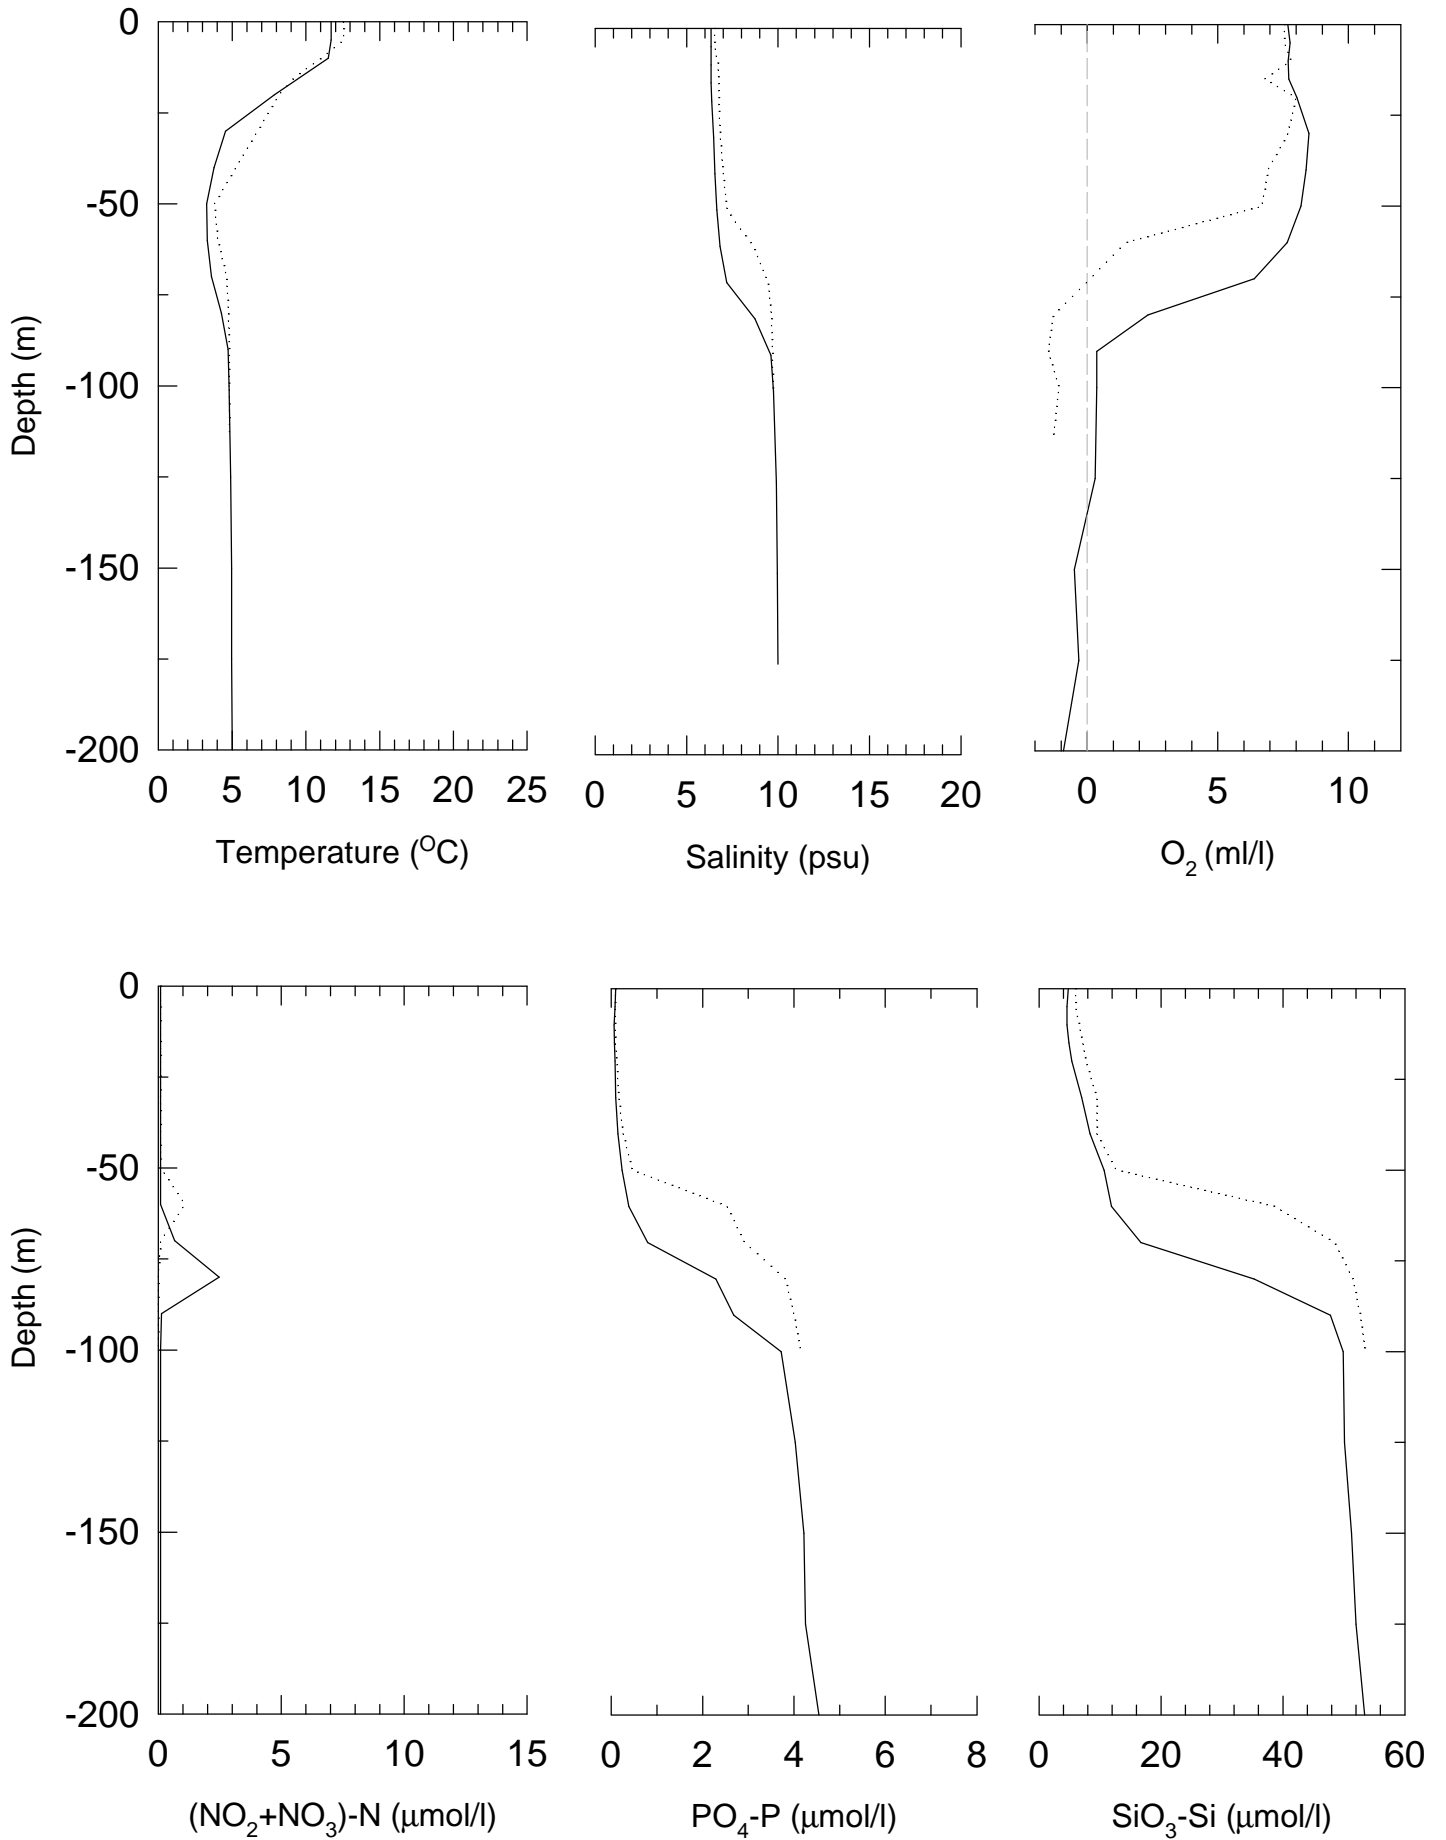 0
-50
-100
-150
-200
Depth (m)
0 5 10 15 20 25
Temperature (OC)
0 5 10 15 20
Salinity (psu)
0 5 10
O2 (ml/l)
0
-50
-100
-150
-200
Depth (m)
0 5 10 15
(NO2+NO3)-N (μmol/l)
0 2 4 6 8
PO4-P (μmol/l)
0 20 40 60
SiO3-Si (μmol/l)